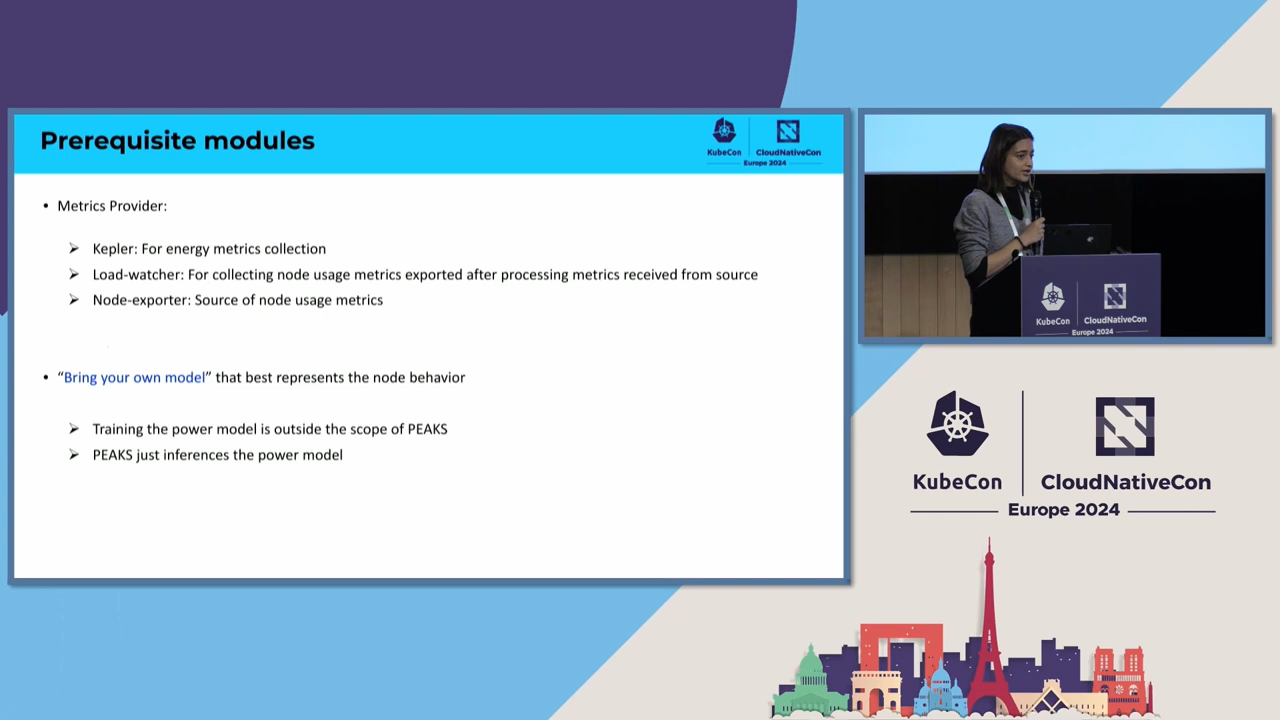 Prerequisite modules
KubeCon
CloudNativeCon
Europe 2024
• Metrics Provider:
➢ Kepler: For energy metrics collection
➢ Load-watcher: For collecting node usage metrics exported after processing metrics received from source
➢ Node-exporter: Source of node usage metrics
• “Bring your own model” that best represents the node behavior
➢ Training the power model is outside the scope of PEAKS
➢ PEAKS just inferences the power model
KubeCon
CloudNativeCon
Europe 2024
KubeCon
CloudNativeCon
Europe 2024